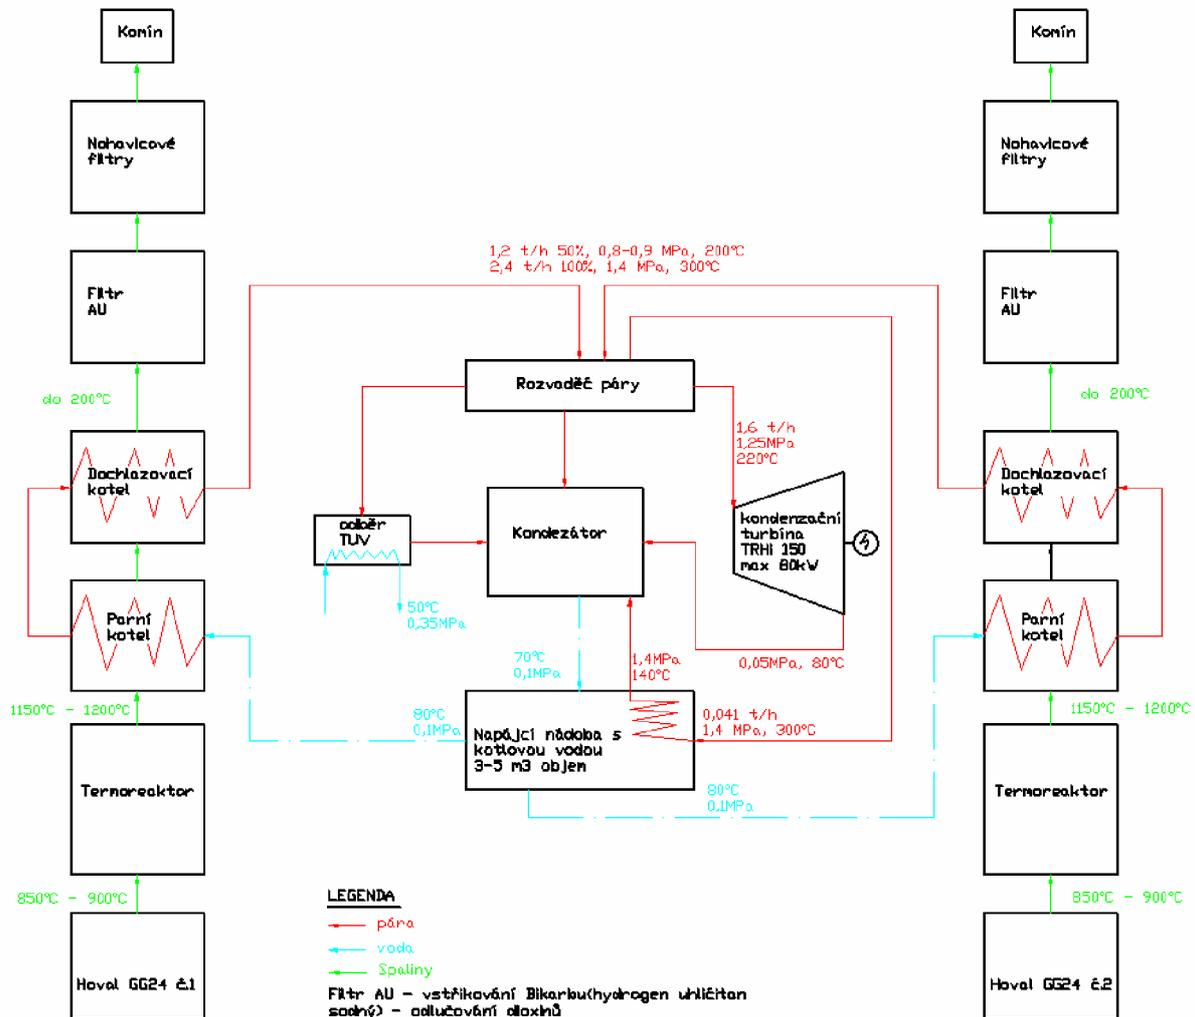 Komín
Komín
Nohavicové
filtry
Nohavicové
filtry
1,2 t/h 50%, 0,8-0,9 MPa, 200°C
2,4 t/h 100%, 1,4 MPa, 300°C
Filtr
AU
Filtr
AU
Rozvaděč páry
do 200°C
do 200°C
1,6 t/h
1,25MPa
220°C
Dochlazovací
kotel
Dochlazovací
kotel
odběr
TUV
Kondezátor
kondenzační
turbína
TRHI 150
max 80kW
50°C
0,35MPa
Parní
kotel
Parní
kotel
70°C
0,1MPa
1,4MPa
140°C
0,05MPa, 80°C
1150°C - 1200°C
1150°C - 1200°C
80°C
0,1MPa
0,041 t/h
1,4 MPa, 300°C
Napájcí nádoba s
kotlovou vodou
3-5 m3 objem
80°C
0,1MPa
Termoreaktor
Termoreaktor
850°C - 900°C
850°C - 900°C
LEGENDA
pára
voda
Spaliny
Hoval GG24 č.1
Hoval GG24 č.2
Filtr AU - vstřikování Bikarbu(hydrogen uhličitan
sodný) - odlučování dioxinů